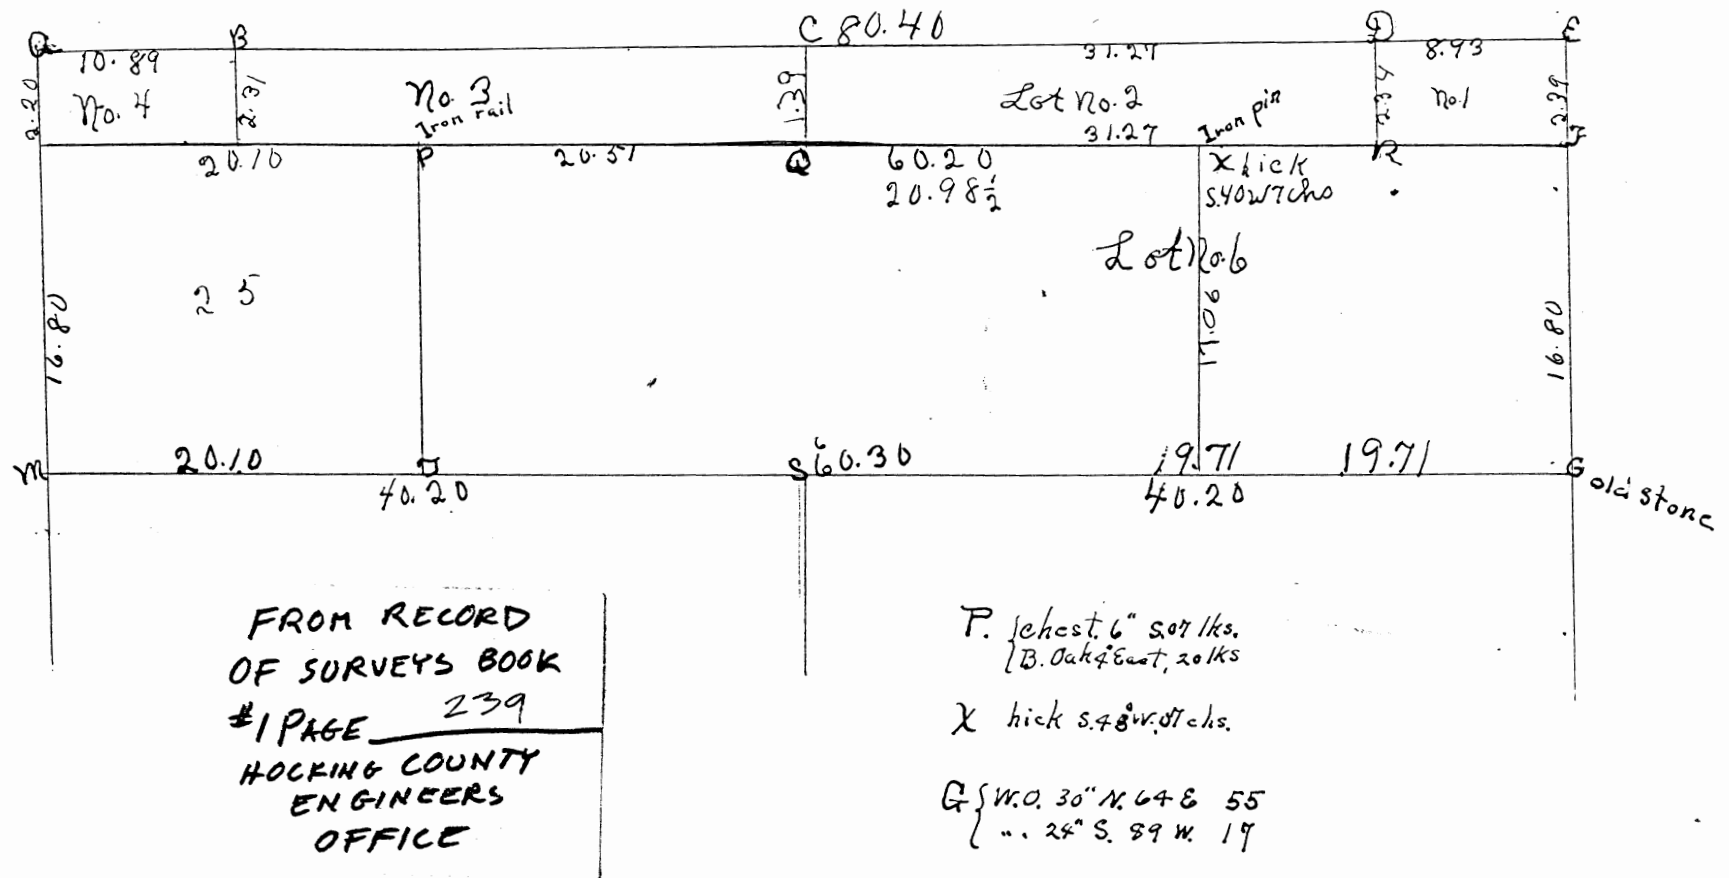 a B C 80.40 D E
10.89 31.27 8.93
2.20 No. 4 2.31 No. 3 1.39 Lot No. 2 2.34 No.1 2.39
Iron rail 31.27 Iron pin
20.10 P 20.51 Q 60.20 X hick R F
20.98½ S.40W7chs
Lot No.6
25
16.80 17.06 16.80
M 20.10 J S 60.30 19.71 19.71 G old stone
40.20 40.20
FROM RECORD
OF SURVEYS BOOK
#1 PAGE 239
HOCKING COUNTY
ENGINEERS
OFFICE
P. {chest. 6" S.07 lks.
{B. Oak 4" East, 20 lks
X hick S.48°W.07 chs.
G {W.O. 30" N. 64 E 55
{ ". 24" S. 89 W. 17